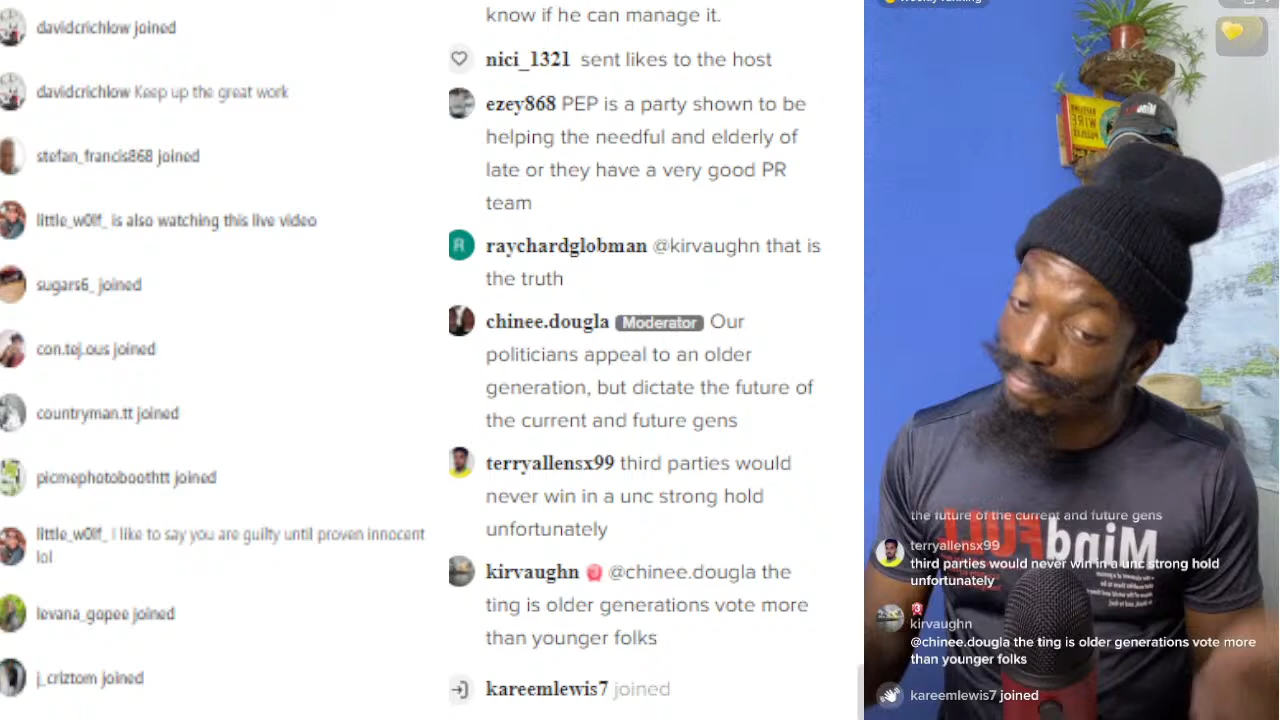 davidcrichlow joined
davidcrichlow Keep up the great work
stefan_francis868 joined
little_w0lf_ is also watching this live video
sugars6_ joined
con.tej.ous joined
countryman.tt joined
picmephotoboothtt joined
little_w0lf_ I like to say you are guilty until proven innocent
lol
levana_gopee joined
j_criztom joined
know if he can manage it.
nici_1321 sent likes to the host
ezey868 PEP is a party shown to be
helping the needful and elderly of
late or they have a very good PR
team
R
raychardglobman @kirvaughn that is
the truth
chinee.dougla Moderator Our
politicians appeal to an older
generation, but dictate the future of
the current and future gens
terryallensx99 third parties would
never win in a unc strong hold
unfortunately
kirvaughn @chinee.dougla the
ting is older generations vote more
than younger folks
kareemlewis7 joined
WIRE
Mind
FULL
the future of the current and future gens
terryallensx99
third parties would never win in a unc strong hold
unfortunately
kirvaughn
@chinee.dougla the ting is older generations vote more
than younger folks
kareemlewis7 joined